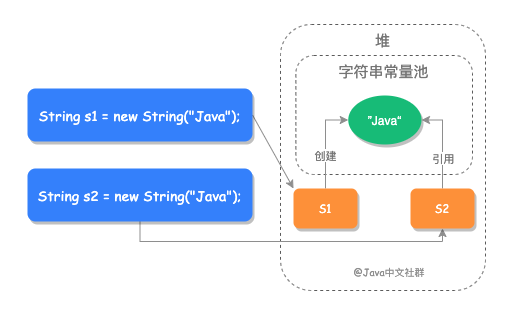 堆
字符串常量池
String s1 = new String("Java");
"Java"
创建
引用
String s2 = new String("Java");
S1
S2
@Java中文社群